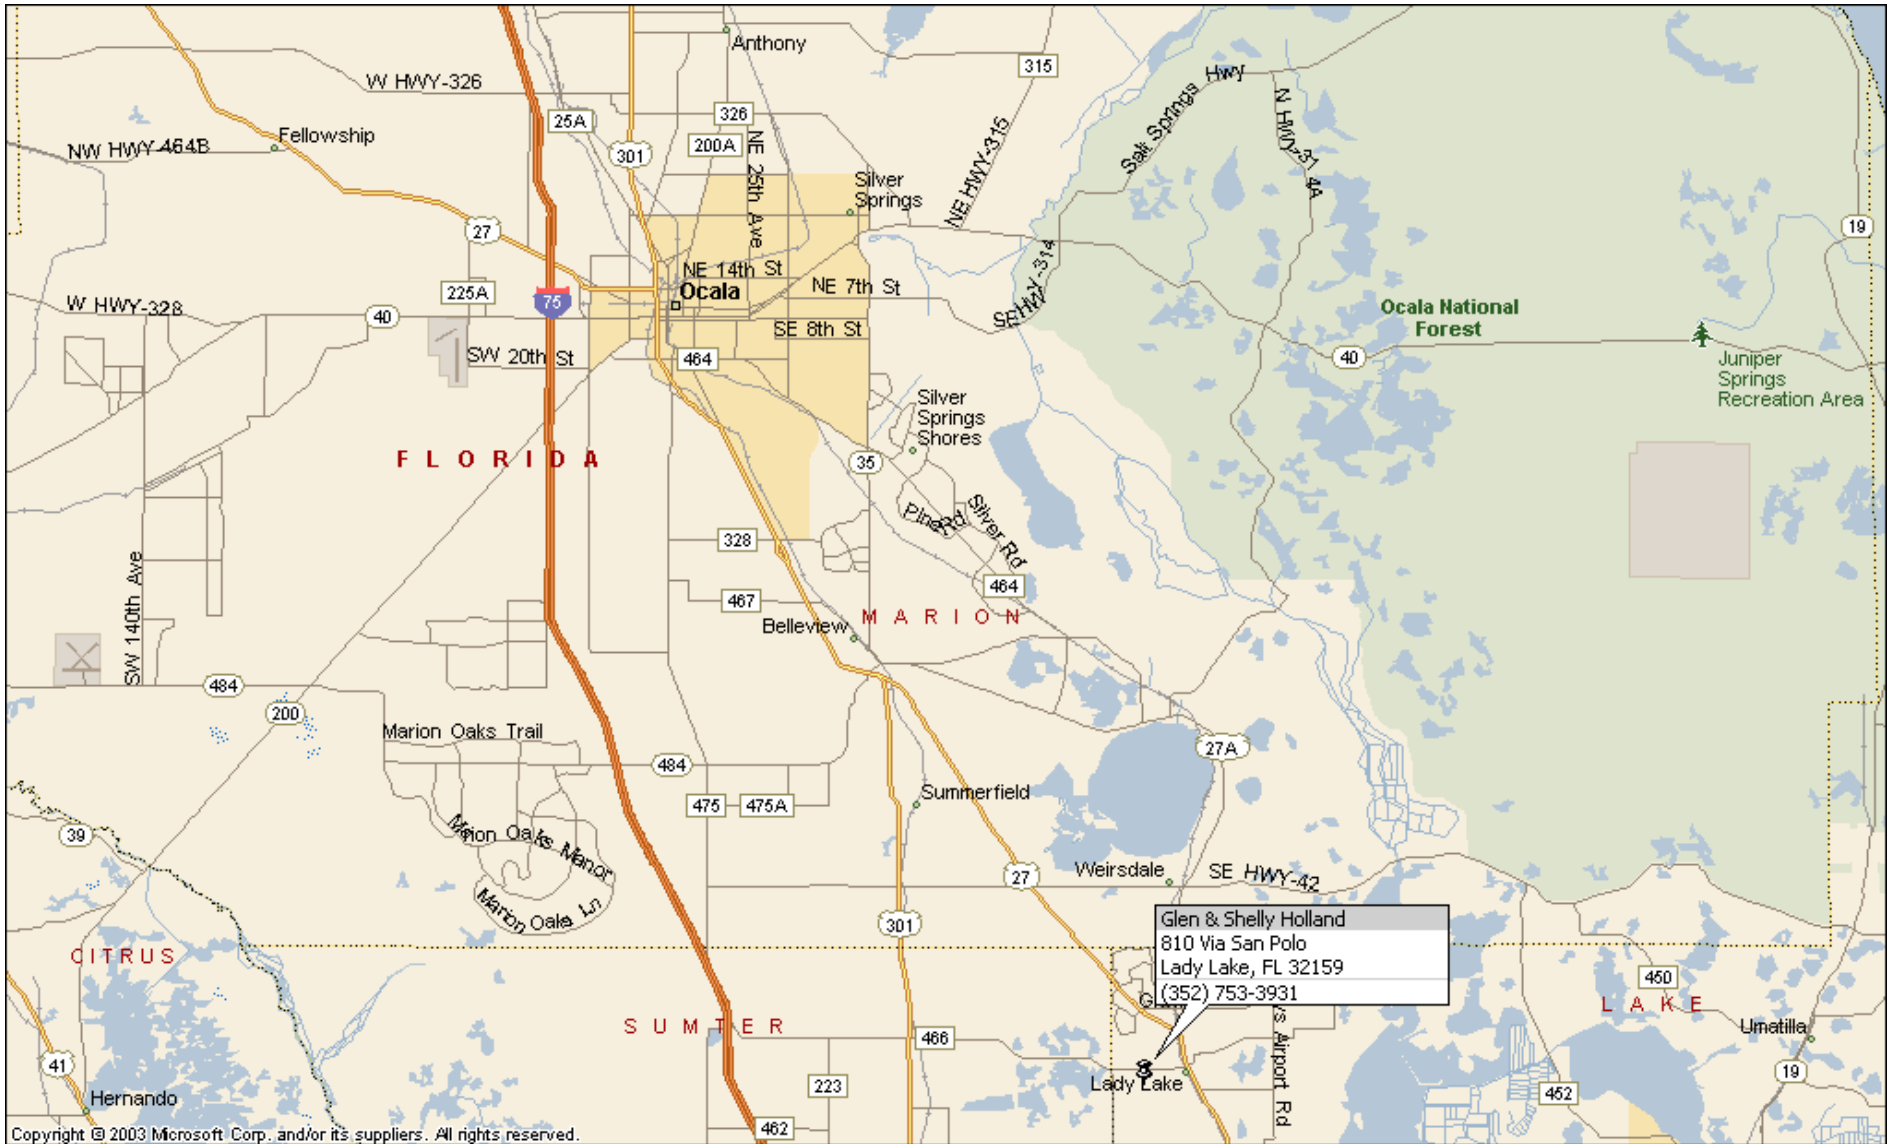 Anthony
315
W HWY-326
Salt Springs Hwy
N HWY-31 4A
25A
326
Fellowship
NW HWY-464B
301
200A
NE 25th Ave
NE HWY-315
Silver
Springs
27
19
SE HWY-314
NE 14th St
225A
75
Ocala
NE 7th St
W HWY-328
40
SE 8th St
Ocala National
Forest
SW 20th St
464
40
Juniper
Springs
Recreation Area
Silver
Springs
Shores
FLORIDA
35
Pine Rd
Silver Rd
328
SW 140th Ave
464
467
MARION
Belleview
484
200
Marion Oaks Trail
27A
484
475
475A
Summerfield
39
Marion Oaks Manor
Weirsdale
SE HWY-42
27
Marion Oaks Ln
301
Glen & Shelly Holland
810 Via San Polo
Lady Lake, FL 32159
(352) 753-3931
CITRUS
450
LAKE
SUMTER
466
Umatilla
Airport Rd
41
Lady Lake
19
223
452
Hernando
462
Copyright © 2003 Microsoft Corp. and/or its suppliers. All rights reserved.